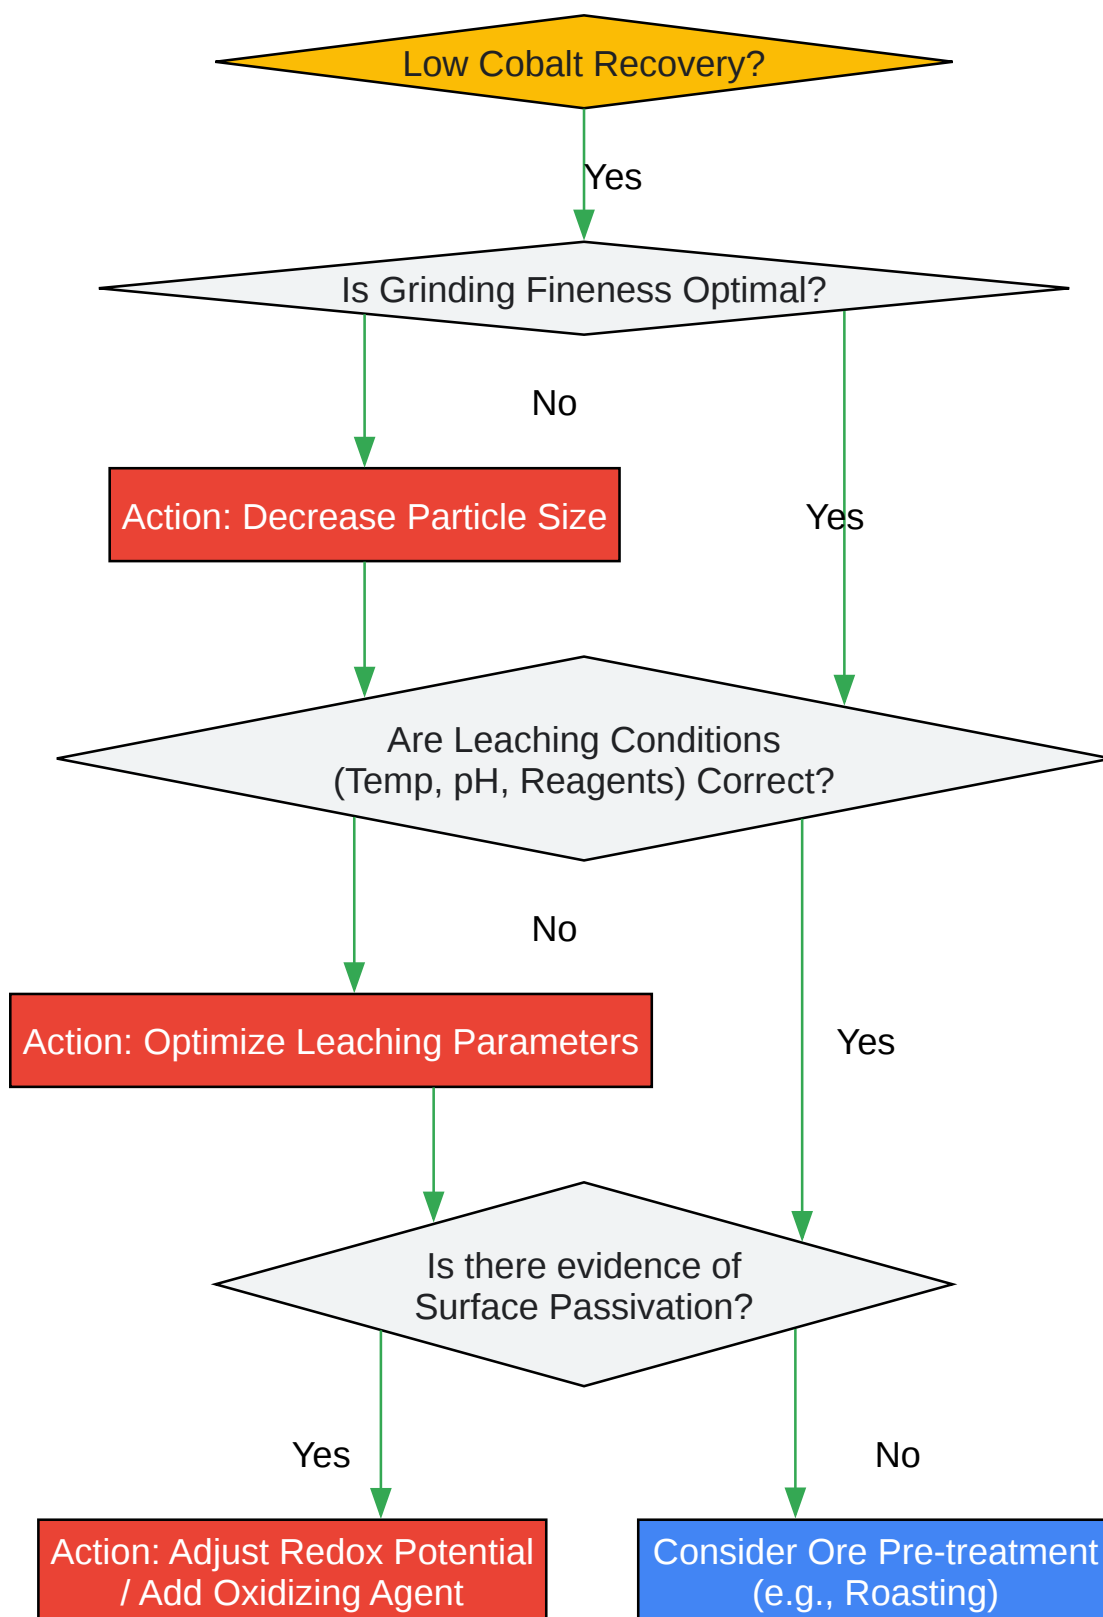 Low Cobalt Recovery?
Yes
Is Grinding Fineness Optimal?
No
Action: Decrease Particle Size
Yes
Are Leaching Conditions
(Temp, pH, Reagents) Correct?
No
Action: Optimize Leaching Parameters
Yes
Is there evidence of
Surface Passivation?
Yes
No
Action: Adjust Redox Potential
/ Add Oxidizing Agent
Consider Ore Pre-treatment
(e.g., Roasting)